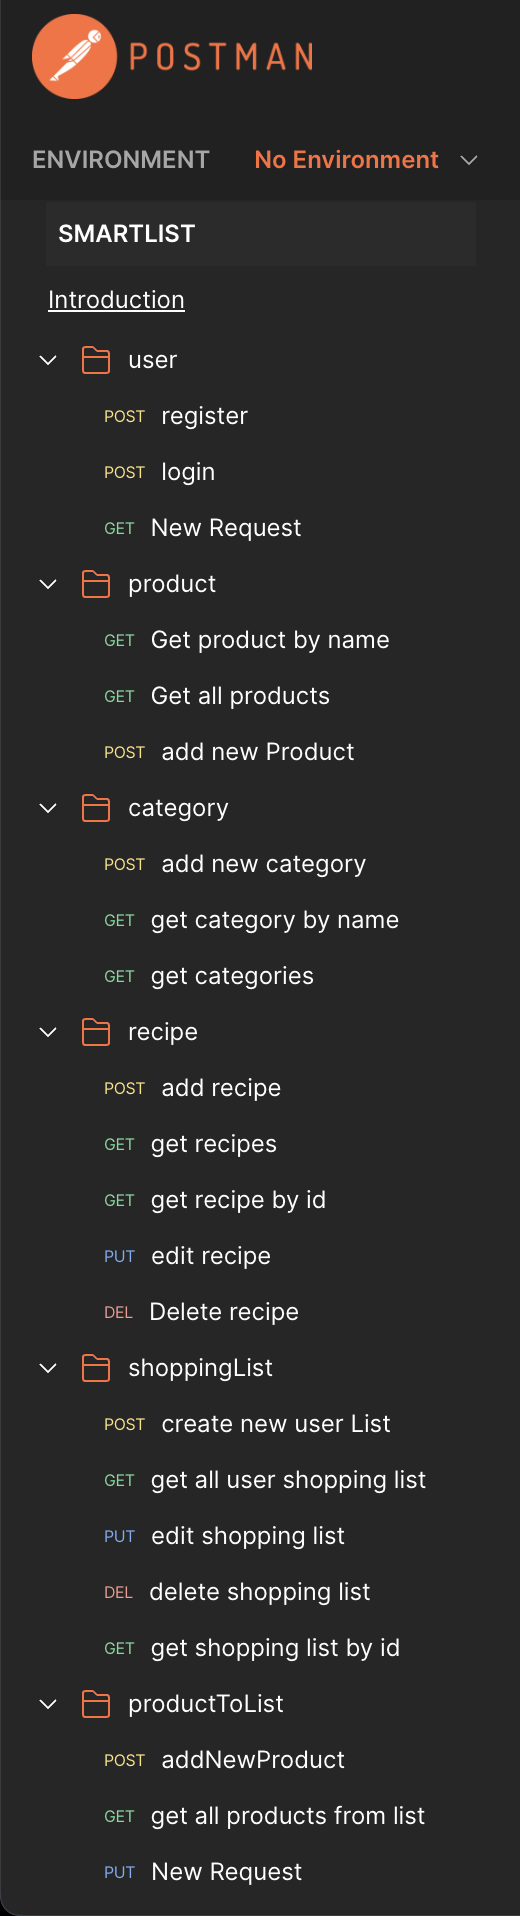 POSTMAN
ENVIRONMENT No Environment
SMARTLIST
Introduction
user
POST register
POST login
GET New Request
product
GET Get product by name
GET Get all products
POST add new Product
category
POST add new category
GET get category by name
GET get categories
recipe
POST add recipe
GET get recipes
GET get recipe by id
PUT edit recipe
DEL Delete recipe
shoppingList
POST create new user List
GET get all user shopping list
PUT edit shopping list
DEL delete shopping list
GET get shopping list by id
productToList
POST addNewProduct
GET get all products from list
PUT New Request